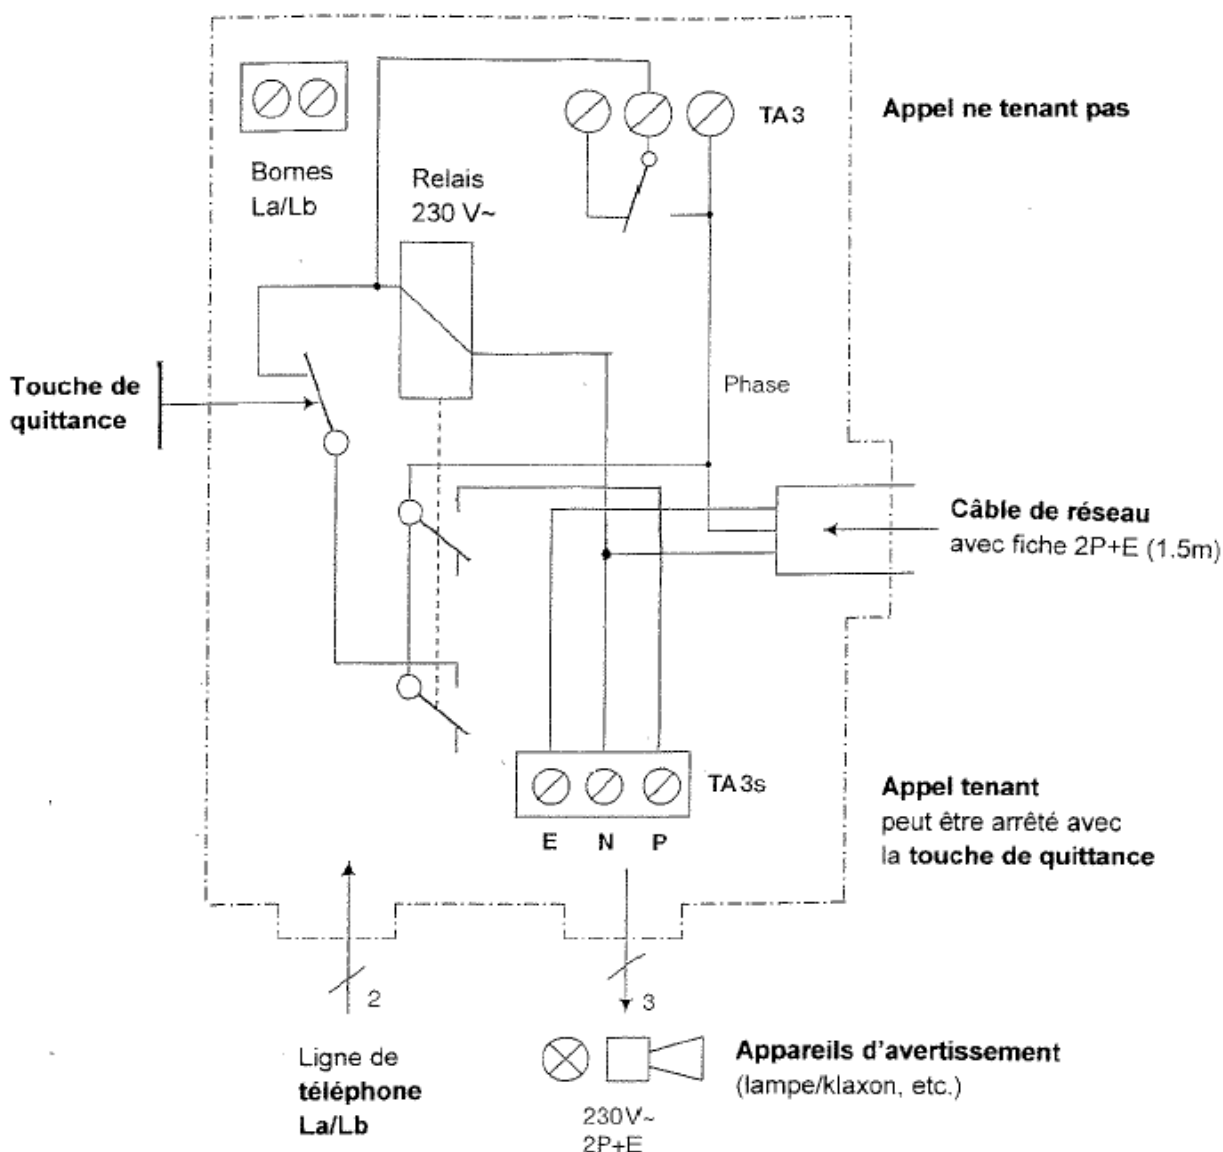 TA 3
Appel ne tenant pas
Bornes
La/Lb
Relais
230 V~
Phase
Touche de
quittance
Câble de réseau
avec fiche 2P+E (1.5m)
TA 3s
E N P
Appel tenant
peut être arrêté avec
la touche de quittance
2
3
Ligne de
téléphone
La/Lb
Appareils d'avertissement
(lampe/klaxon, etc.)
230V~
2P+E